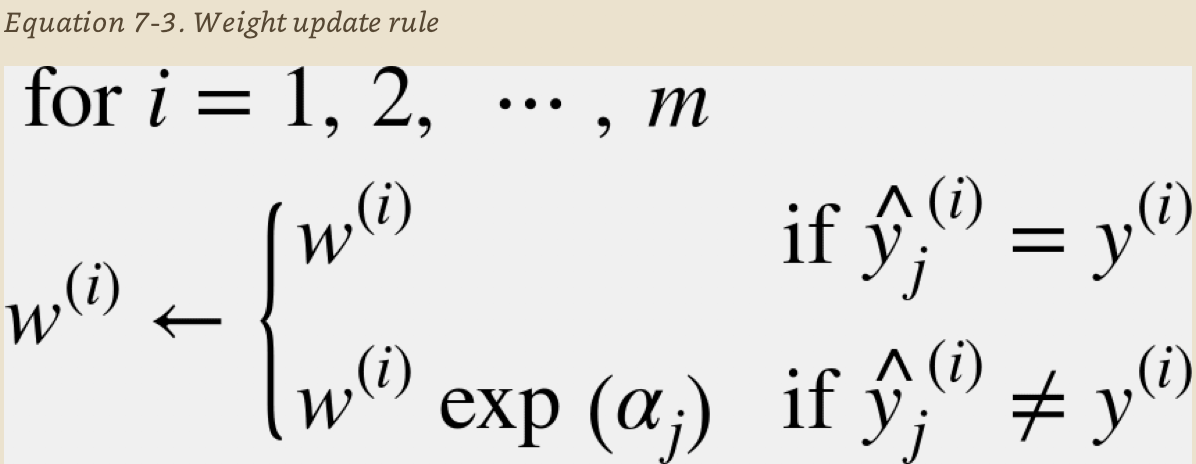 Equation 7-3. Weight update rule
for i = 1, 2, ⋯ , m
w^(i) ← { w^(i) if ŷ_j^(i) = y^(i)
w^(i) exp (α_j) if ŷ_j^(i) ≠ y^(i)